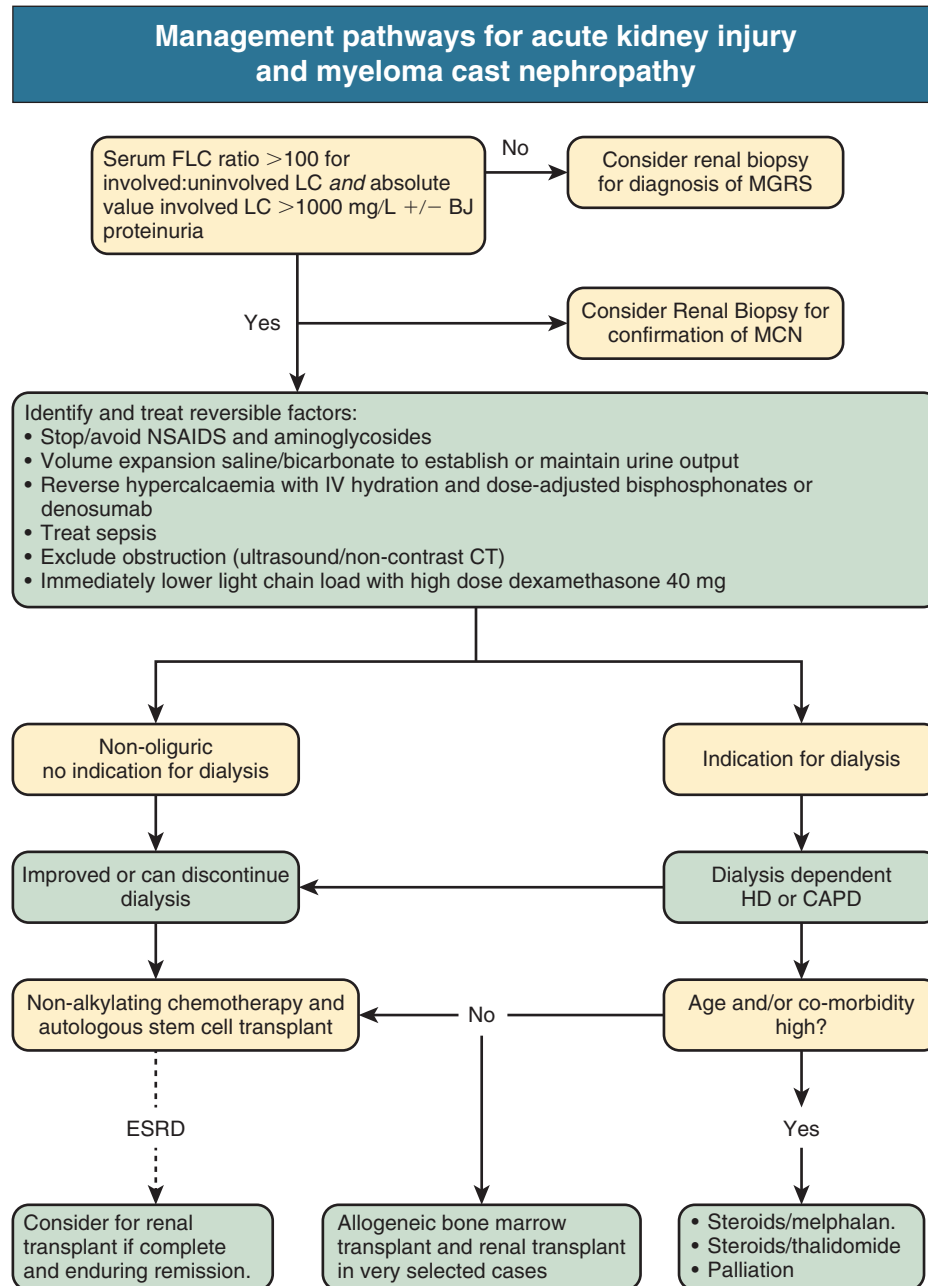 Management pathways for acute kidney injury
and myeloma cast nephropathy
Serum FLC ratio >100 for
involved:uninvolved LC and absolute
value involved LC >1000 mg/L +/− BJ
proteinuria
No
Consider renal biopsy
for diagnosis of MGRS
Yes
Consider Renal Biopsy for
confirmation of MCN
Identify and treat reversible factors:
• Stop/avoid NSAIDS and aminoglycosides
• Volume expansion saline/bicarbonate to establish or maintain urine output
• Reverse hypercalcaemia with IV hydration and dose-adjusted bisphosphonates or
denosumab
• Treat sepsis
• Exclude obstruction (ultrasound/non-contrast CT)
• Immediately lower light chain load with high dose dexamethasone 40 mg
Non-oliguric
no indication for dialysis
Indication for dialysis
Improved or can discontinue
dialysis
Dialysis dependent
HD or CAPD
Non-alkylating chemotherapy and
autologous stem cell transplant
No
Age and/or co-morbidity
high?
ESRD
Yes
Consider for renal
transplant if complete
and enduring remission.
Allogeneic bone marrow
transplant and renal transplant
in very selected cases
• Steroids/melphalan.
• Steroids/thalidomide
• Palliation